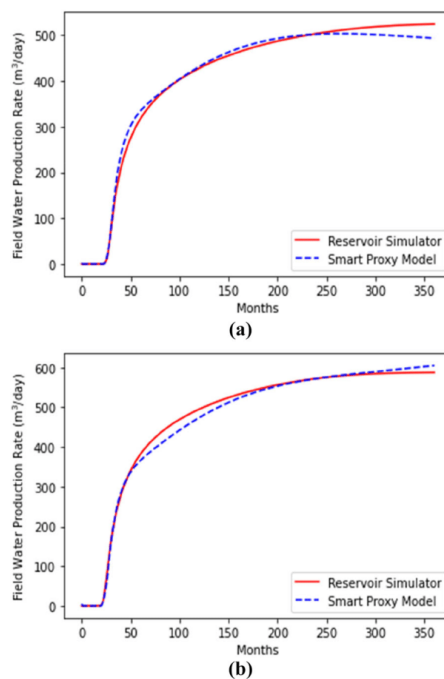 Field Water Production Rate (m³/day)
500
400
300
200
100
0
0 50 100 150 200 250 300 350
Months
Reservoir Simulator
Smart Proxy Model
(a)
Field Water Production Rate (m³/day)
600
500
400
300
200
100
0
0 50 100 150 200 250 300 350
Months
Reservoir Simulator
Smart Proxy Model
(b)